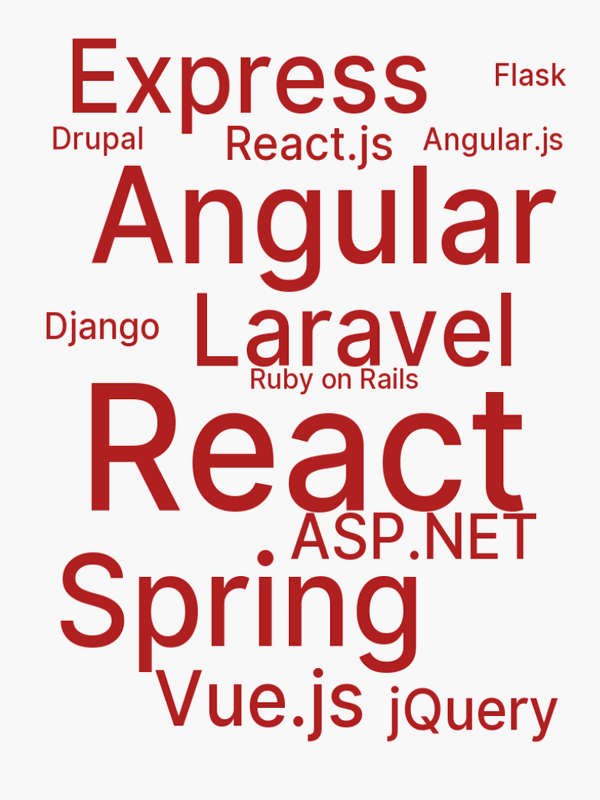 Express
Flask
Drupal
React.js
Angular.js
Angular
Django
Laravel
Ruby on Rails
React
ASP.NET
Spring
Vue.js
jQuery